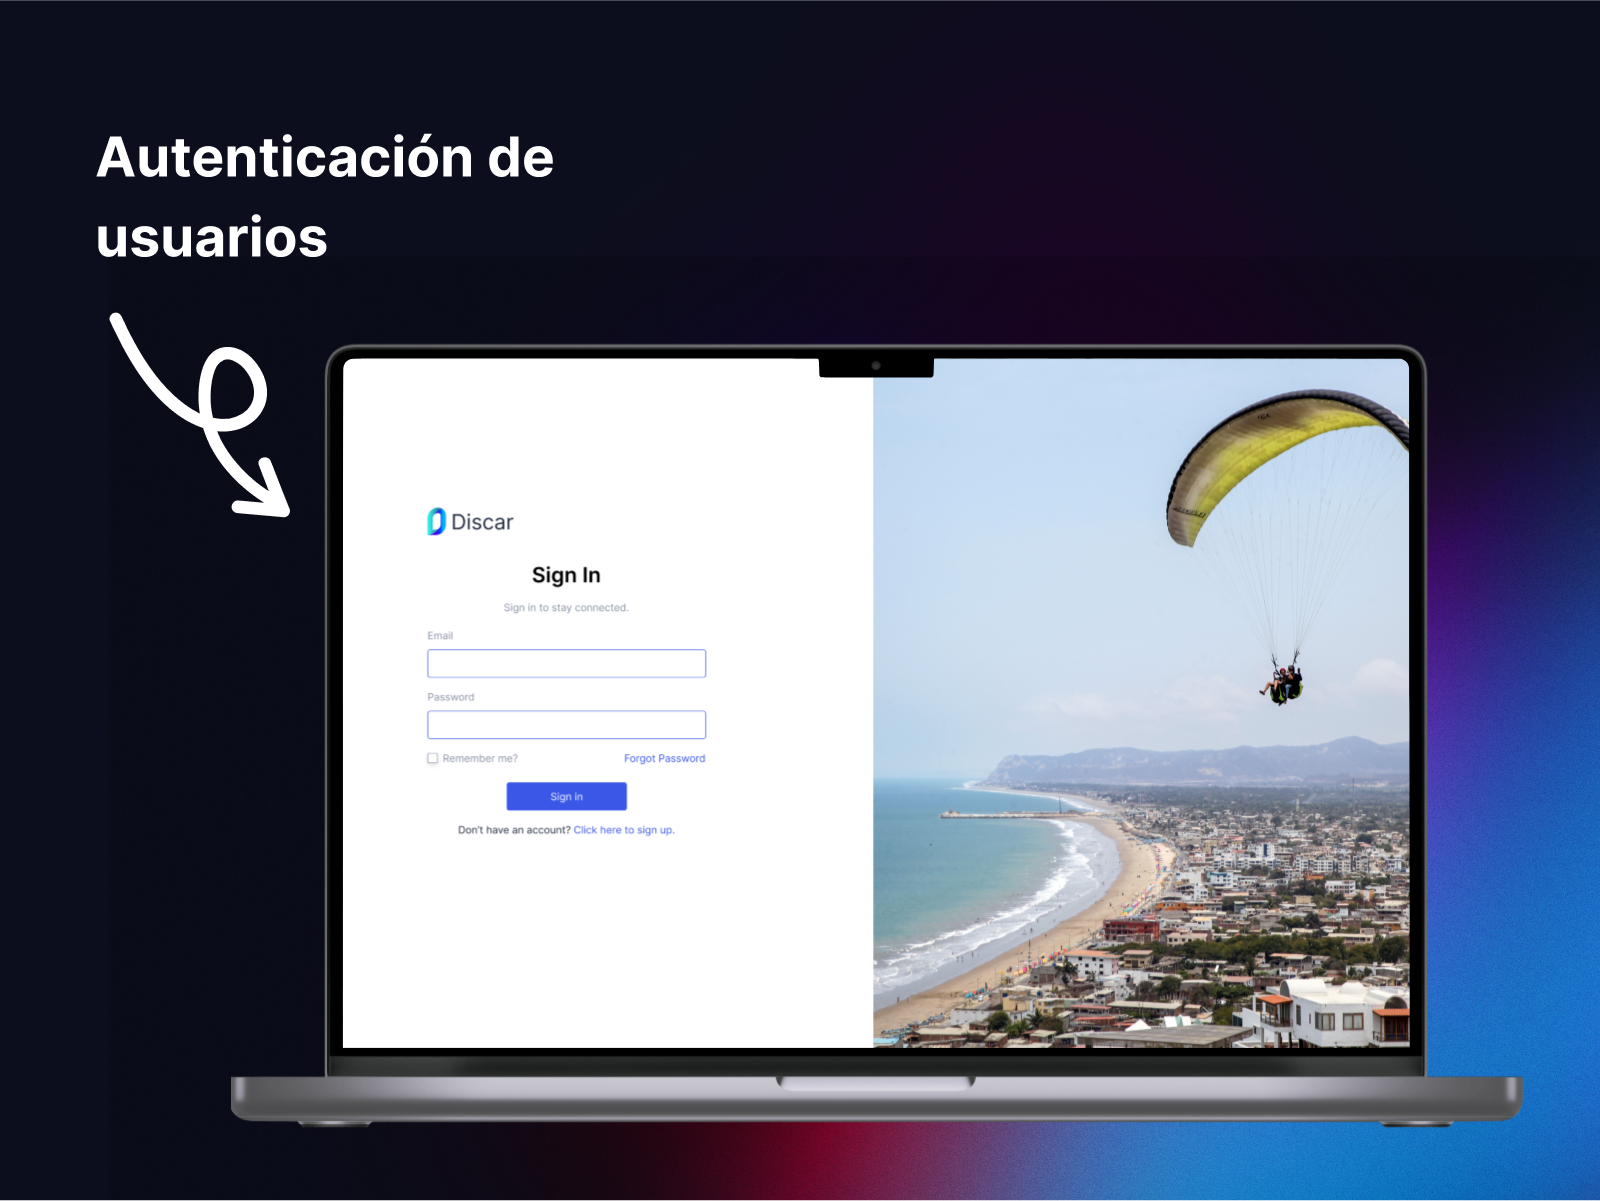 Autenticación de
usuarios
Discar
Sign In
Sign in to stay connected.
Email
Password
Remember me?
Forgot Password
Sign in
Don't have an account? Click here to sign up.